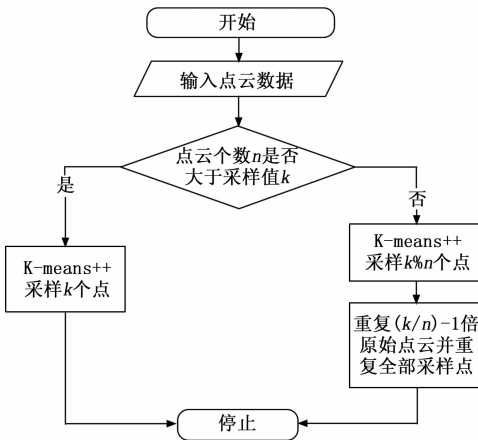 开始
输入点云数据
点云个数n是否
大于采样值k
是
否
K-means++
采样k个点
K-means++
采样k%n个点
重复(k/n)-1倍
原始点云并重
复全部采样点
停止